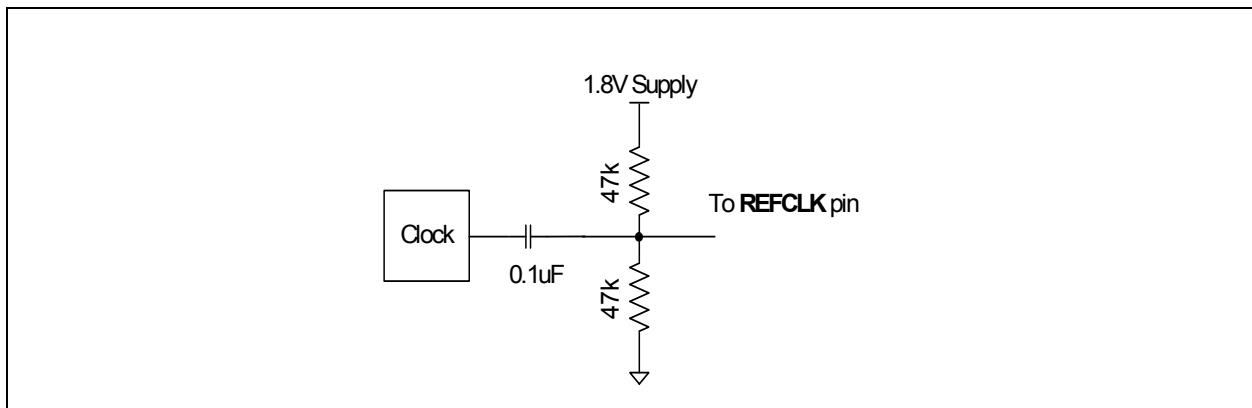 1.8V Supply
47k
To REFCLK pin
Clock
0.1uF
47k